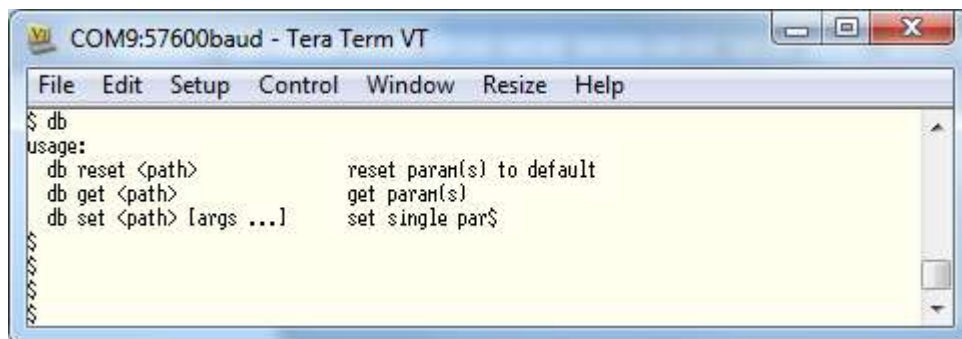 COM9:57600baud - Tera Term VT
File Edit Setup Control Window Resize Help
$ db
usage:
  db reset <path>                reset param(s) to default
  db get <path>                  get param(s)
  db set <path> [args ...]       set single par$
$
$
$
$